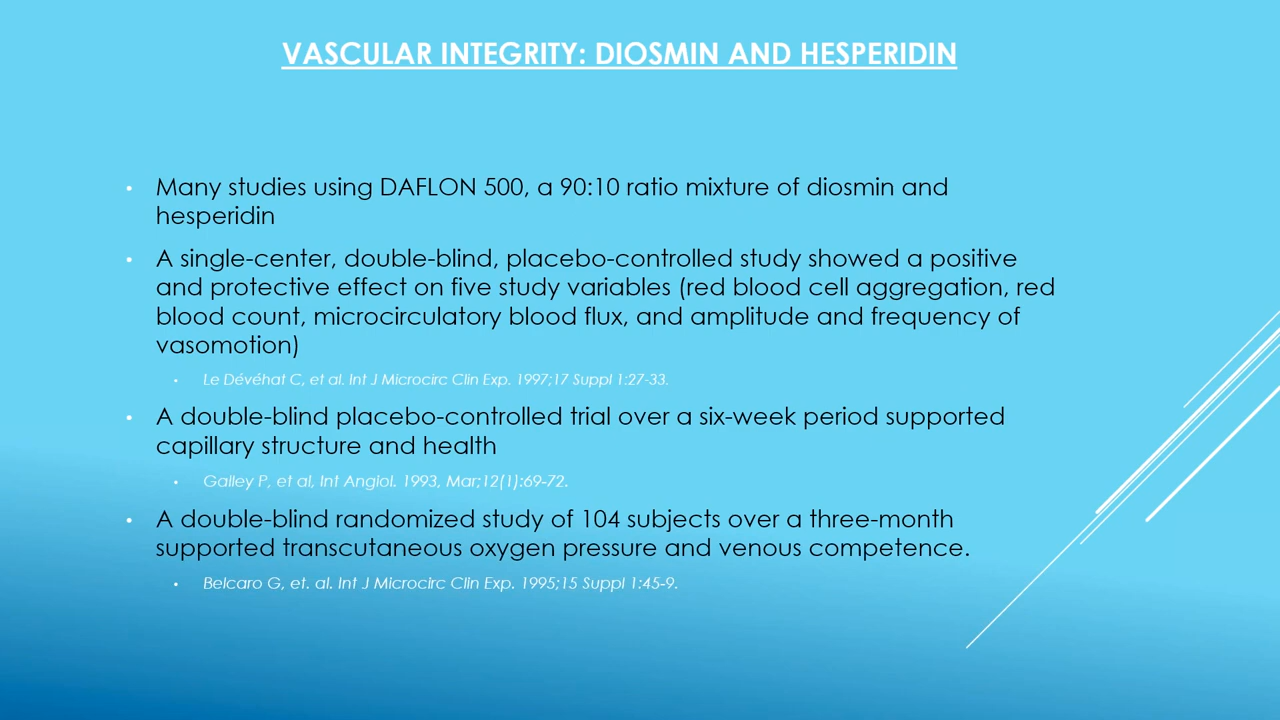 VASCULAR INTEGRITY: DIOSMIN AND HESPERIDIN
• Many studies using DAFLON 500, a 90:10 ratio mixture of diosmin and
hesperidin
• A single-center, double-blind, placebo-controlled study showed a positive
and protective effect on five study variables (red blood cell aggregation, red
blood count, microcirculatory blood flux, and amplitude and frequency of
vasomotion)
• Le Dévéhat C, et al. Int J Microcirc Clin Exp. 1997;17 Suppl 1:27-33.
• A double-blind placebo-controlled trial over a six-week period supported
capillary structure and health
• Galley P, et al, Int Angiol. 1993, Mar;12(1):69-72.
• A double-blind randomized study of 104 subjects over a three-month
supported transcutaneous oxygen pressure and venous competence.
• Belcaro G, et. al. Int J Microcirc Clin Exp. 1995;15 Suppl 1:45-9.